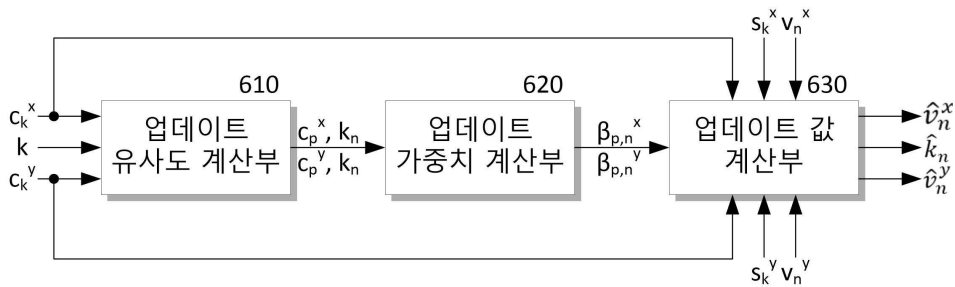 s_k^x v_n^x
610
620
630
c_k^x
k
c_k^y
업데이트
유사도 계산부
c_p^x, k_n
c_p^y, k_n
업데이트
가중치 계산부
β_{p,n}^x
β_{p,n}^y
업데이트 값
계산부
v̂_n^x
k̂_n
v̂_n^y
s_k^y v_n^y